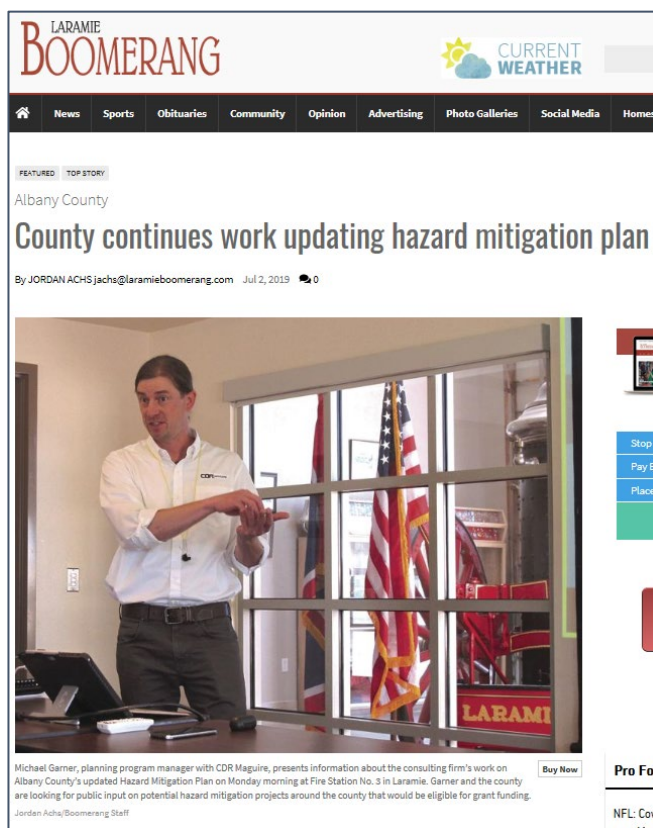 LARAMIE
BOOMERANG
CURRENT
WEATHER
News Sports Obituaries Community Opinion Advertising Photo Galleries Social Media
FEATURED TOP STORY
Albany County
County continues work updating hazard mitigation plan
By JORDAN ACHS jachs@laramieboomerang.com Jul 2, 2019 0
CDR
LARAMI
Stop
Pay
Place
Michael Garner, planning program manager with CDR Maguire, presents information about the consulting firm's work on
Albany County's updated Hazard Mitigation Plan on Monday morning at Fire Station No. 3 in Laramie. Garner and the county
are looking for public input on potential hazard mitigation projects around the county that would be eligible for grant funding.
Buy Now
Jordan Achs/Boomerang Staff
Pro Fo
NFL: Cov